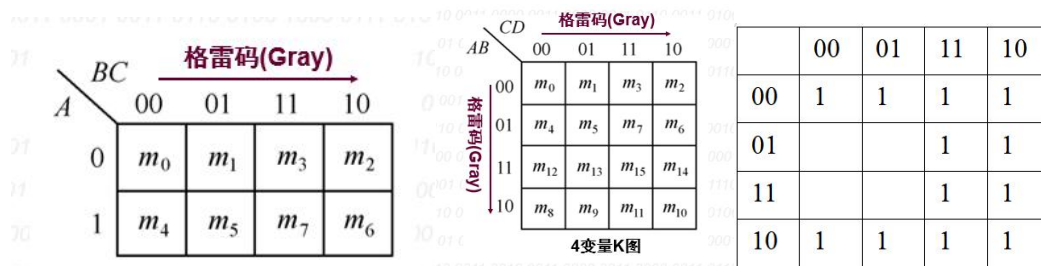 格雷码(Gray)
BC
A
00 01 11 10
0 m0 m1 m3 m2
1 m4 m5 m7 m6
格雷码(Gray)
CD
AB
00 01 11 10
格雷码(Gray)
00 m0 m1 m3 m2
01 m4 m5 m7 m6
11 m12 m13 m15 m14
10 m8 m9 m11 m10
4变量K图
00 01 11 10
00 1 1 1 1
01 1 1
11 1 1
10 1 1 1 1